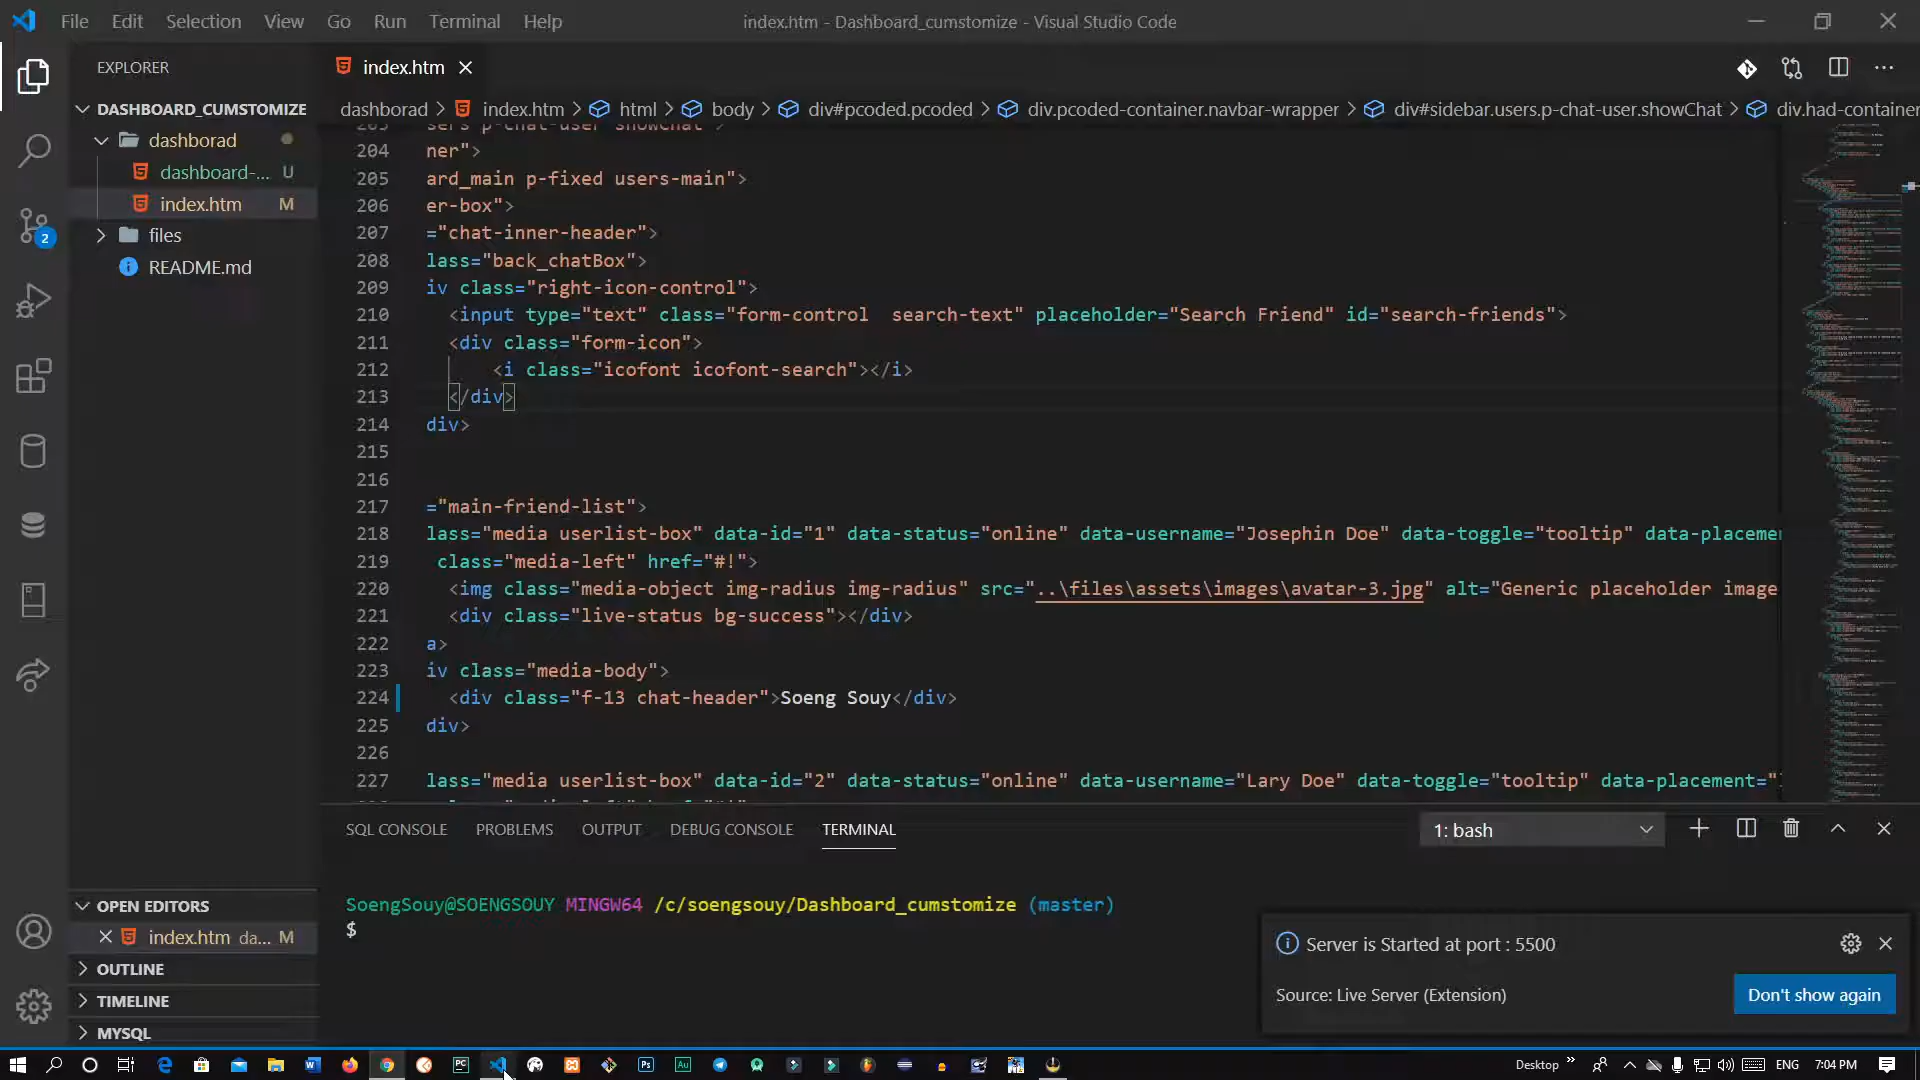 File Edit Selection View Go Run Terminal Help
index.htm - Dashboard_cumstomize - Visual Studio Code
EXPLORER
index.htm
DASHBOARD_CUMSTOMIZE
dashborad
dashboard-... U
index.htm M
files
README.md
2
dashborad > index.htm > html > body > div#pcoded.pcoded > div.pcoded-container.navbar-wrapper > div#sidebar.users.p-chat-user.showChat > div.had-container
203 sers p-chat-user showChat">
204 ner">
205 ard_main p-fixed users-main">
206 er-box">
207 ="chat-inner-header">
208 lass="back_chatBox">
209 iv class="right-icon-control">
210 <input type="text" class="form-control  search-text" placeholder="Search Friend" id="search-friends">
211 <div class="form-icon">
212 <i class="icofont icofont-search"></i>
213 </div>
214 div>
215
216
217 ="main-friend-list">
218 lass="media userlist-box" data-id="1" data-status="online" data-username="Josephin Doe" data-toggle="tooltip" data-placemen
219 class="media-left" href="#!">
220 <img class="media-object img-radius img-radius" src="..\files\assets\images\avatar-3.jpg" alt="Generic placeholder image
221 <div class="live-status bg-success"></div>
222 a>
223 iv class="media-body">
224 <div class="f-13 chat-header">Soeng Souy</div>
225 div>
226
227 lass="media userlist-box" data-id="2" data-status="online" data-username="Lary Doe" data-toggle="tooltip" data-placement="
SQL CONSOLE PROBLEMS OUTPUT DEBUG CONSOLE TERMINAL
1: bash
SoengSouy@SOENGSOUY MINGW64 /c/soengsouy/Dashboard_cumstomize (master)
$
OPEN EDITORS
index.htm da... M
OUTLINE
TIMELINE
MYSQL
Server is Started at port : 5500
Source: Live Server (Extension)
Don't show again
Desktop
ENG
7:04 PM